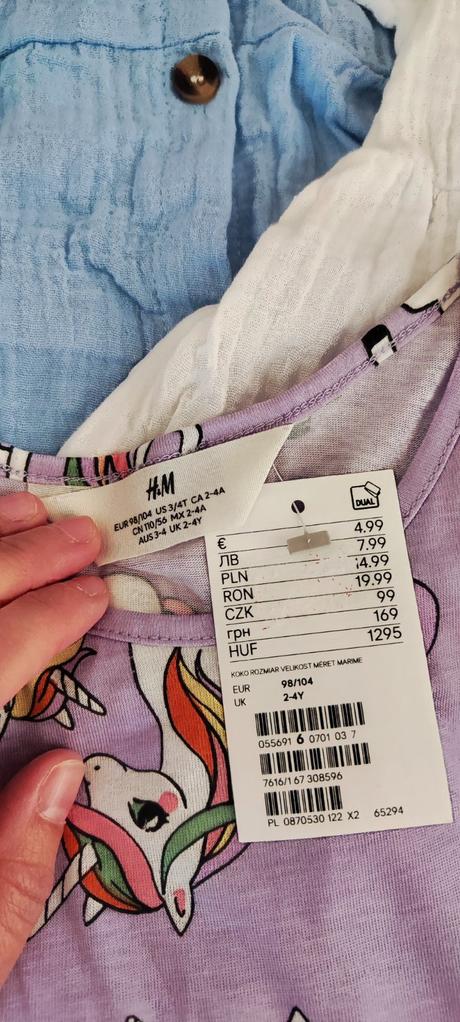 H&M
EUR 98/104 US 3/4T CA 2-4A
CN 110/56 MX 2-4A
AUS 3-4 UK 2-4Y
DUAL
€ 4.99
ЛВ 7.99
PLN 14.99
RON 19.99
CZK 99
грн 169
HUF 1295
KOKO ROZMIAR VELIKOST MÉRET MARIME
EUR 98/104
UK 2-4Y
055691 6 0701 03 7
7616/1 67 308596
PL 0870530 122 X2 65294